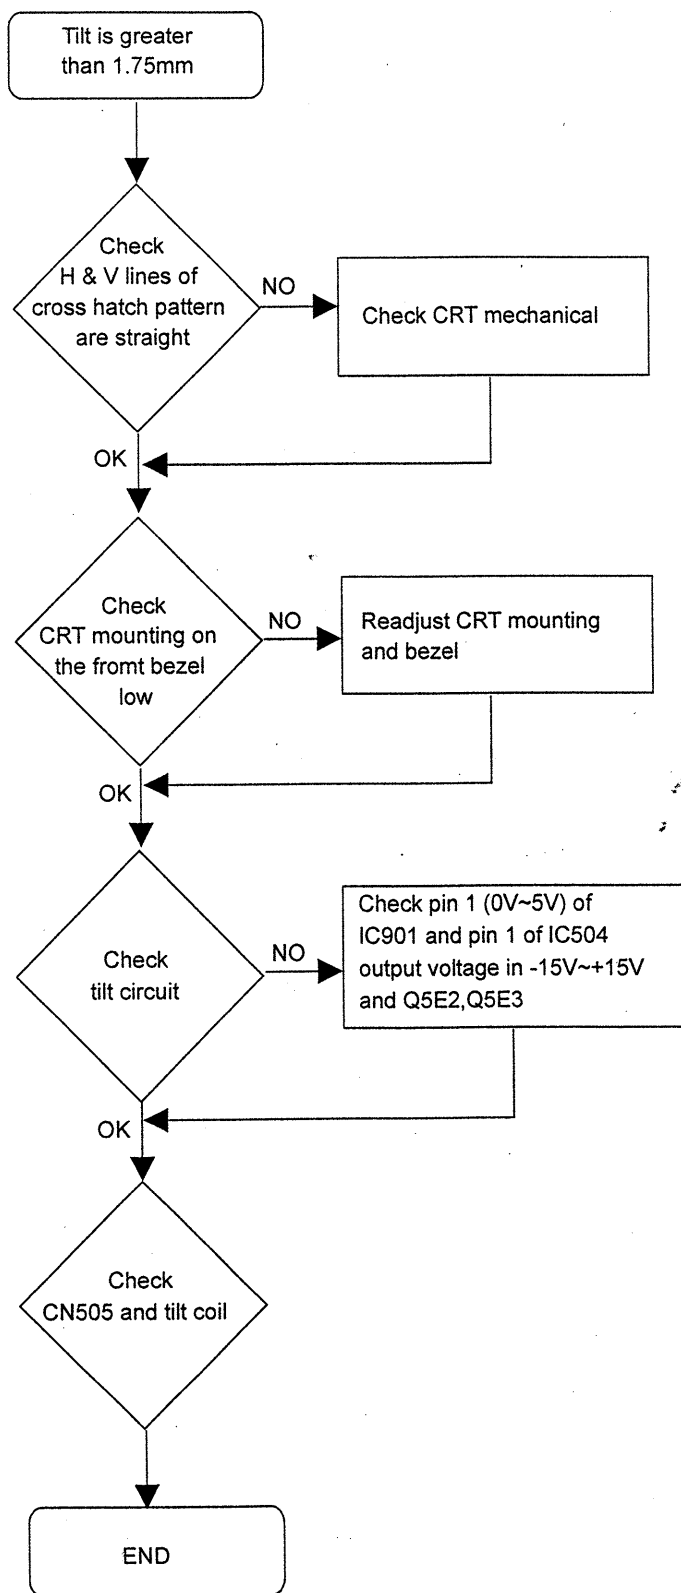 Tilt is greater
than 1.75mm
Check
H & V lines of
cross hatch pattern
are straight
NO
Check CRT mechanical
OK
Check
CRT mounting on
the fromt bezel
low
NO
Readjust CRT mounting
and bezel
OK
Check
tilt circuit
NO
Check pin 1 (0V~5V) of
IC901 and pin 1 of IC504
output voltage in -15V~+15V
and Q5E2,Q5E3
OK
Check
CN505 and tilt coil
END